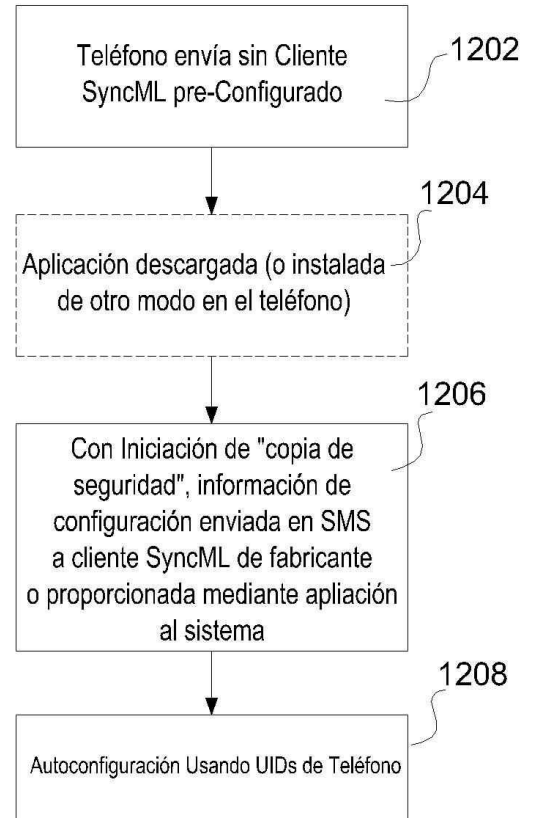 Teléfono envía sin Cliente
SyncML pre-Configurado
1202
1204
Aplicación descargada (o instalada
de otro modo en el teléfono)
1206
Con Iniciación de "copia de
seguridad", información de
configuración enviada en SMS
a cliente SyncML de fabricante
o proporcionada mediante apliación
al sistema
1208
Autoconfiguración Usando UIDs de Teléfono